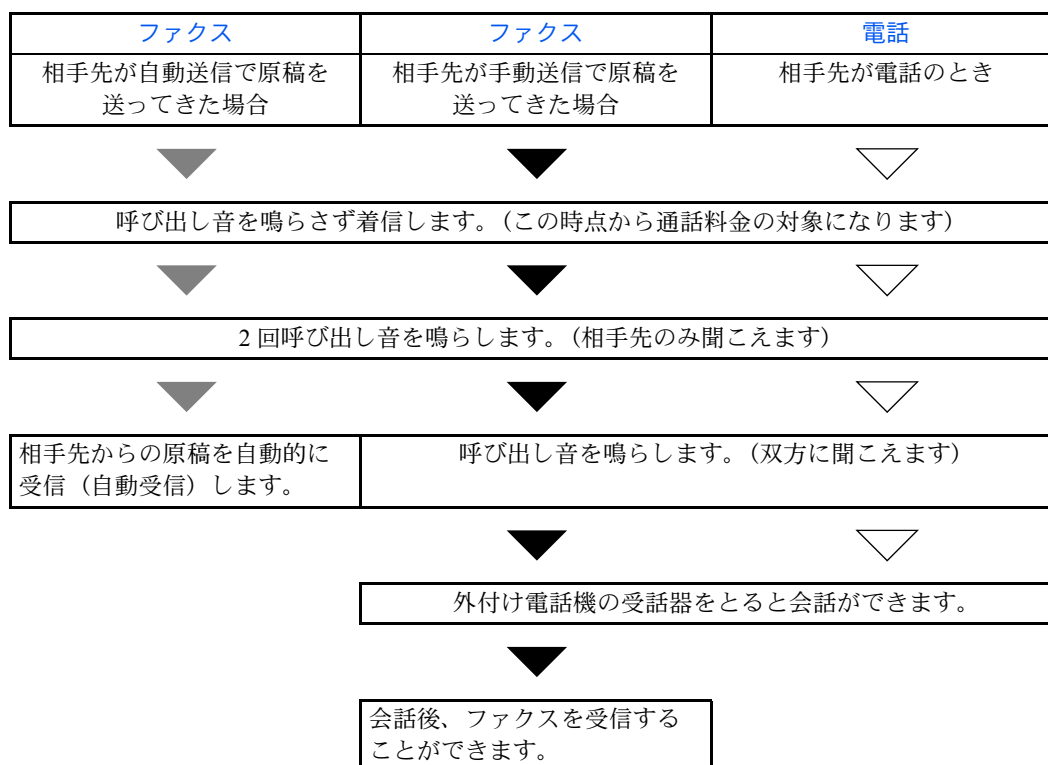 ファクス
ファクス
電話
相手先が自動送信で原稿を
送ってきた場合
相手先が手動送信で原稿を
送ってきた場合
相手先が電話のとき
呼び出し音を鳴らさず着信します。（この時点から通話料金の対象になります）
2 回呼び出し音を鳴らします。（相手先のみ聞こえます）
相手先からの原稿を自動的に
受信（自動受信）します。
呼び出し音を鳴らします。（双方に聞こえます）
外付け電話機の受話器をとると会話ができます。
会話後、ファクスを受信する
ことができます。